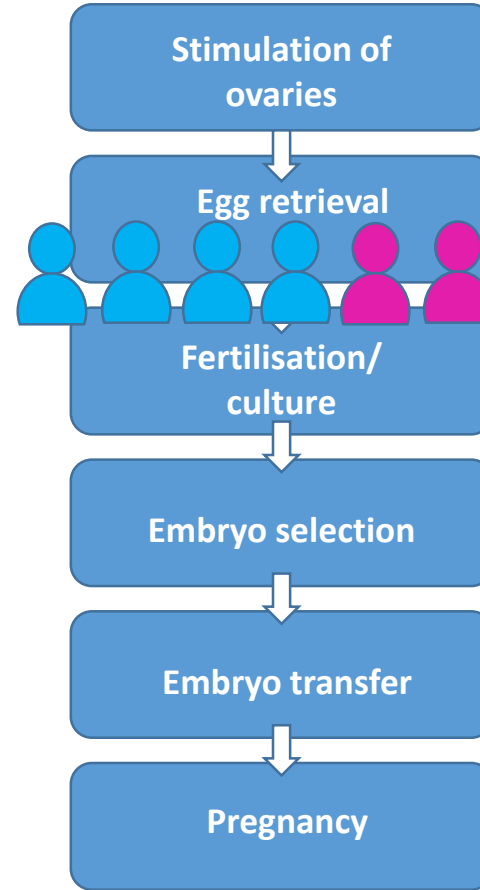 Stimulation of
ovaries
Egg retrieval
Fertilisation/
culture
Embryo selection
Embryo transfer
Pregnancy